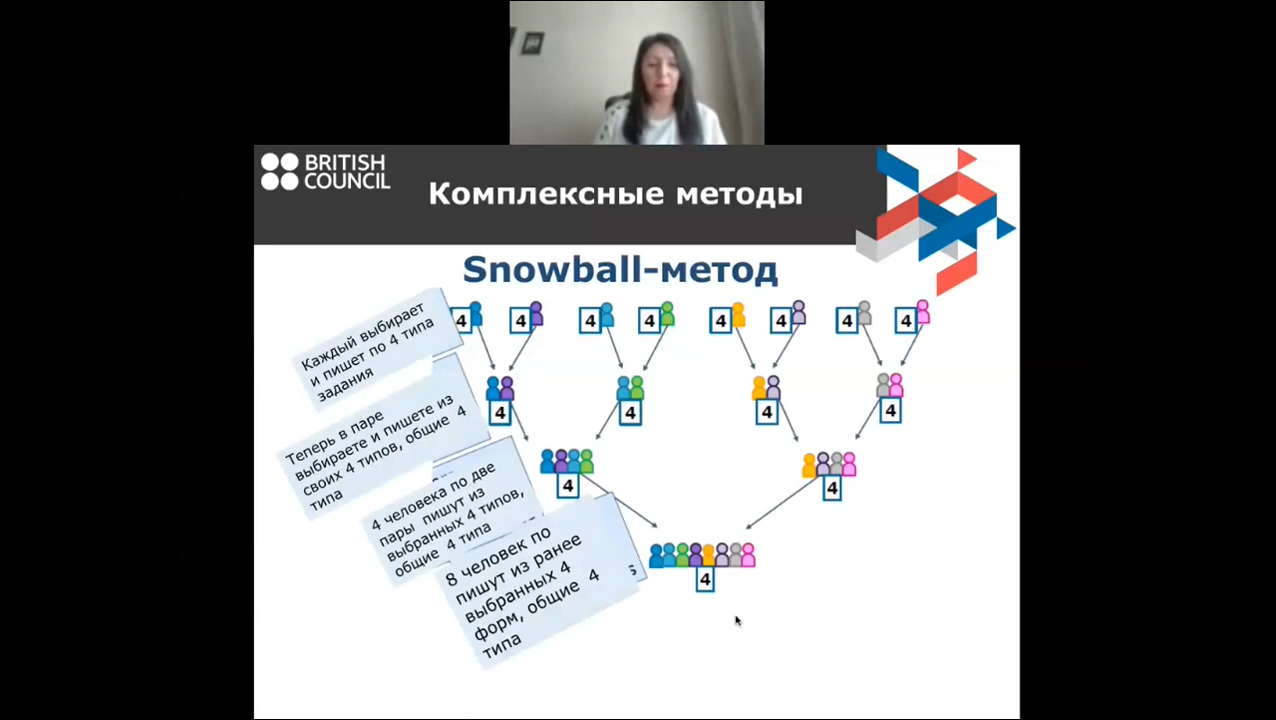 BRITISH
COUNCIL
Комплексные методы
Snowball-метод
4 4 4 4 4 4 4 4
Каждый выбирает
и пишет по 4 типа
задания
4 4 4 4
Теперь в паре
выбираете и пишете из
своих 4 типов, общие 4
типа
4 4
4 человека по две
пары пишут из
выбранных 4 типов,
общие 4 типа
8 человек по
пишут из ранее
выбранных 4
форм, общие 4
типа
4